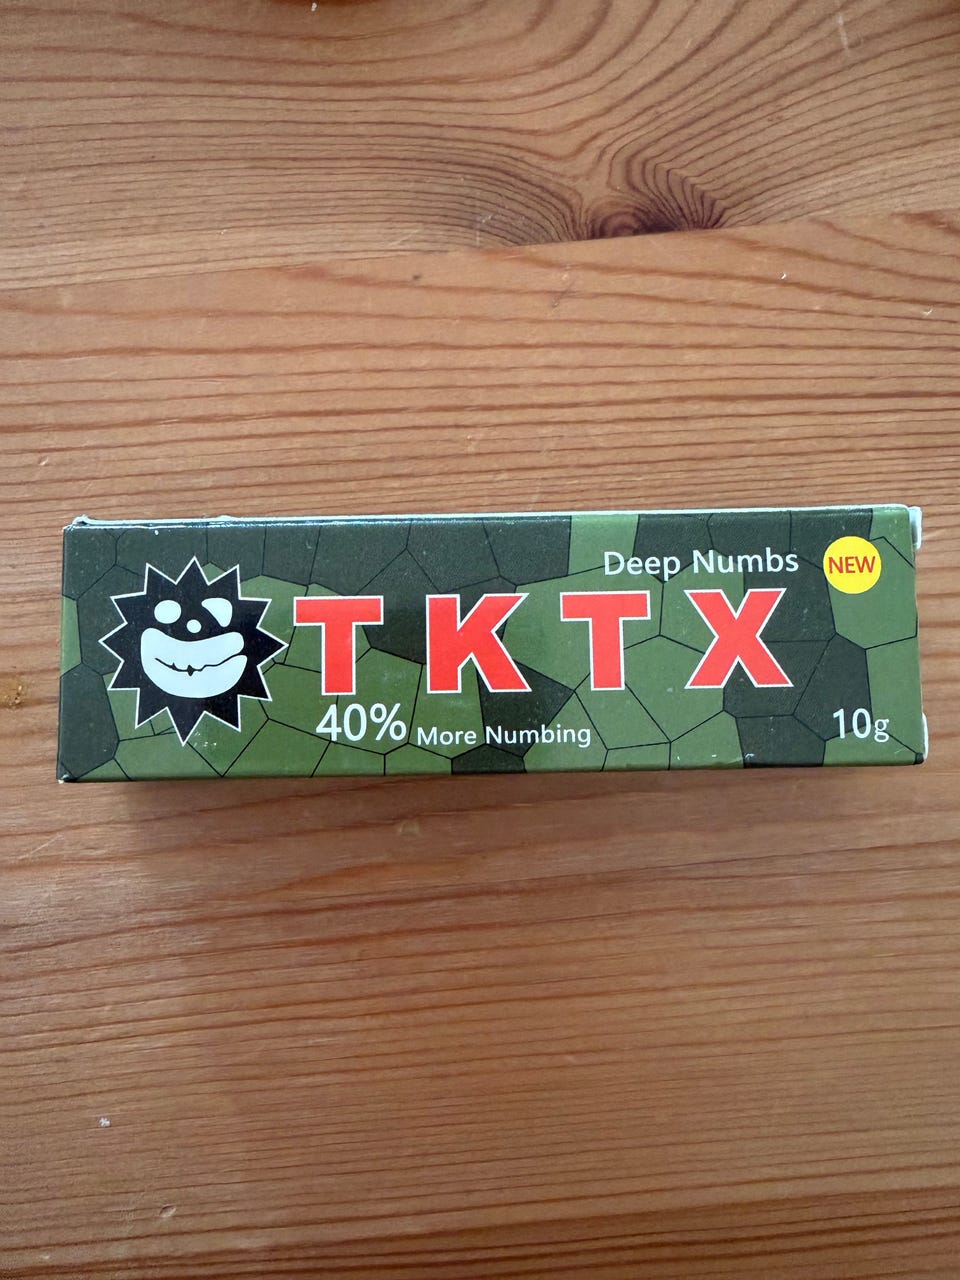 Deep Numbs
NEW
TKTX
40% More Numbing
10g